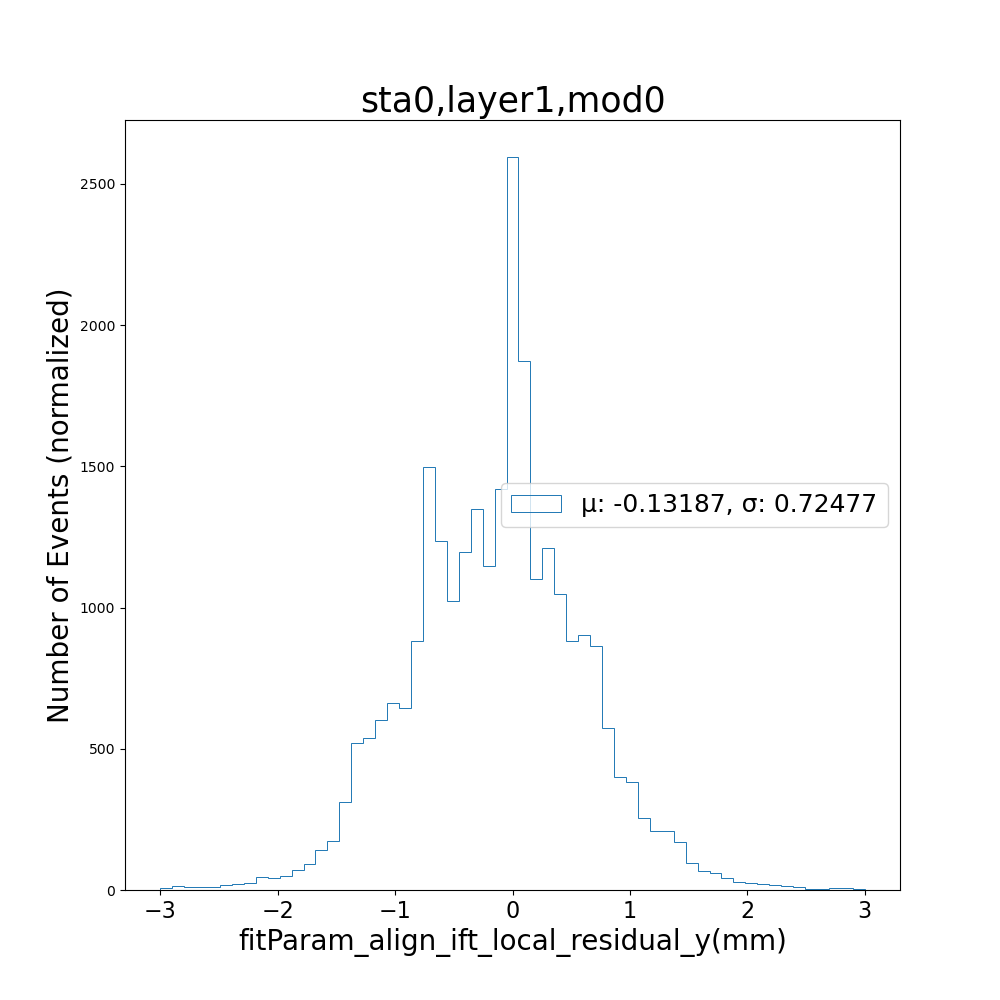 sta0,layer1,mod0
Number of Events (normalized)
2500
2000
1500
1000
500
0
μ: -0.13187, σ: 0.72477
−3 −2 −1 0 1 2 3
fitParam_align_ift_local_residual_y(mm)